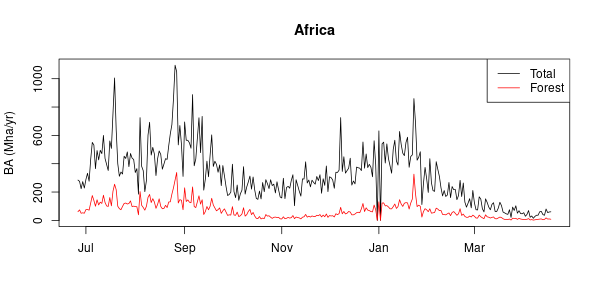 Africa
Total
Forest
BA (Mha/yr)
1000
600
200
0
Jul Sep Nov Jan Mar